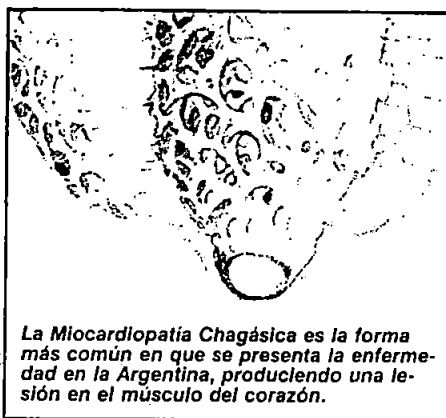 La Miocardiopatía Chagásica es la forma
más común en que se presenta la enferme-
dad en la Argentina, produciendo una le-
sión en el músculo del corazón.